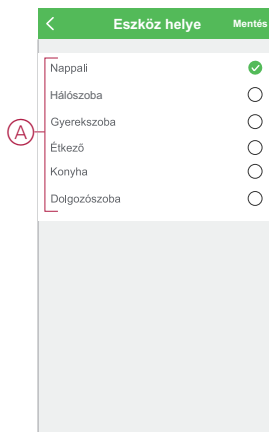 Eszköz helye Mentés
Nappali
Hálószoba
Gyerekszoba
A
Étkező
Konyha
Dolgozószoba